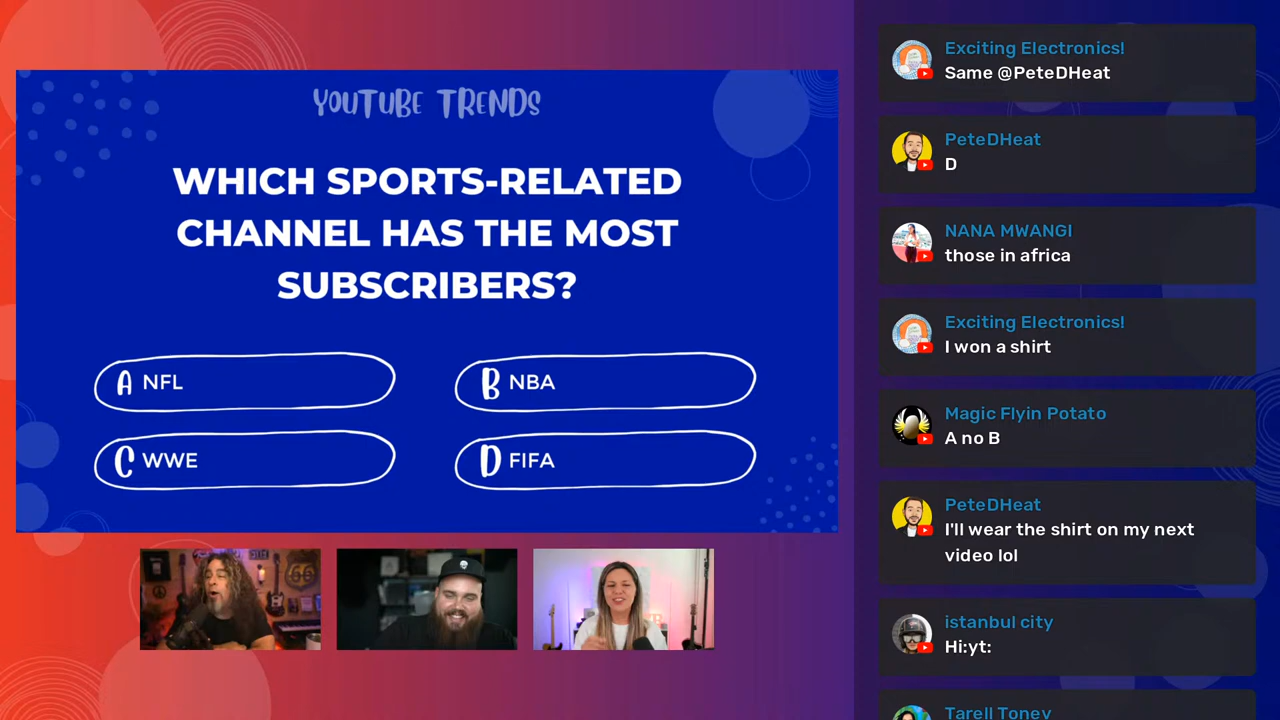 YOUTUBE TRENDS
WHICH SPORTS-RELATED
CHANNEL HAS THE MOST
SUBSCRIBERS?
A NFL
B NBA
C WWE
D FIFA
Exciting Electronics!
Same @PeteDHeat
PeteDHeat
D
NANA MWANGI
those in africa
Exciting Electronics!
I won a shirt
Magic Flyin Potato
A no B
PeteDHeat
I'll wear the shirt on my next
video lol
istanbul city
Hi:yt:
Tarell Toney